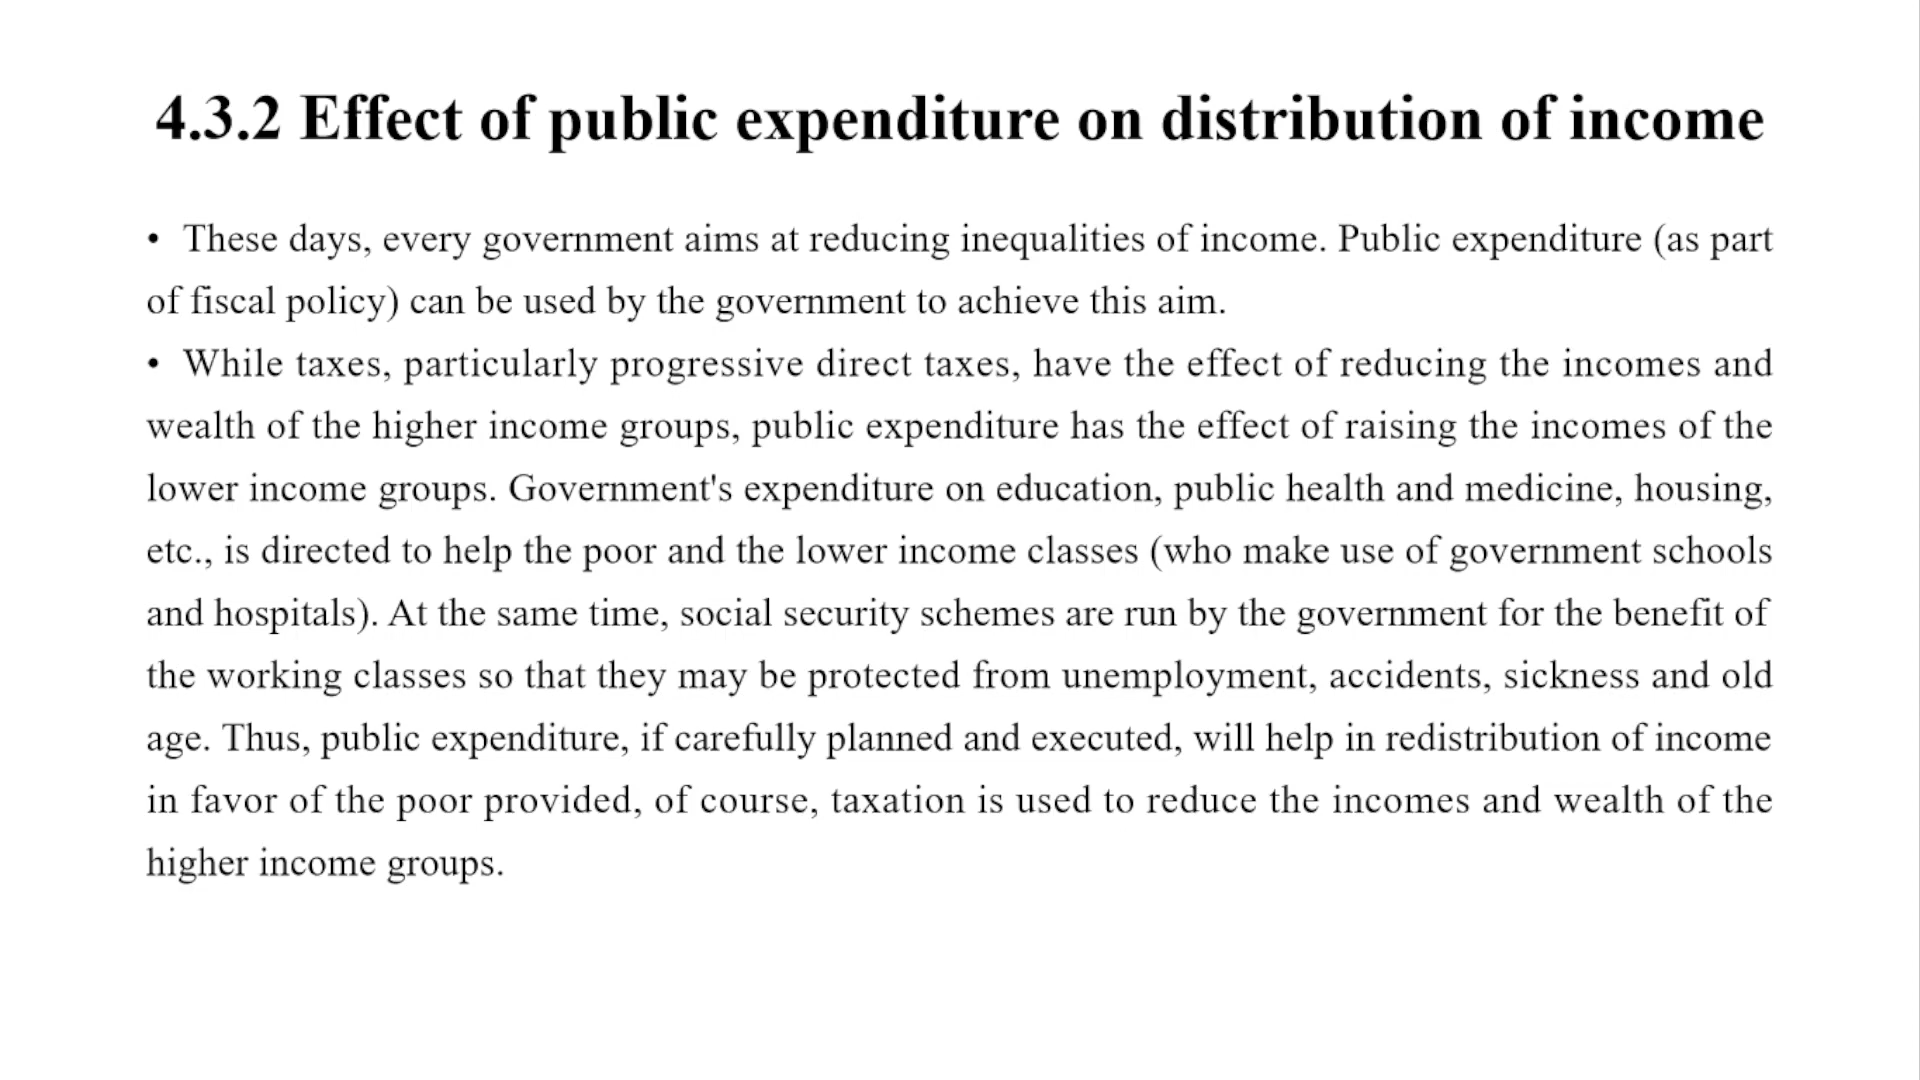 4.3.2 Effect of public expenditure on distribution of income
• These days, every government aims at reducing inequalities of income. Public expenditure (as part
of fiscal policy) can be used by the government to achieve this aim.
• While taxes, particularly progressive direct taxes, have the effect of reducing the incomes and
wealth of the higher income groups, public expenditure has the effect of raising the incomes of the
lower income groups. Government's expenditure on education, public health and medicine, housing,
etc., is directed to help the poor and the lower income classes (who make use of government schools
and hospitals). At the same time, social security schemes are run by the government for the benefit of
the working classes so that they may be protected from unemployment, accidents, sickness and old
age. Thus, public expenditure, if carefully planned and executed, will help in redistribution of income
in favor of the poor provided, of course, taxation is used to reduce the incomes and wealth of the
higher income groups.